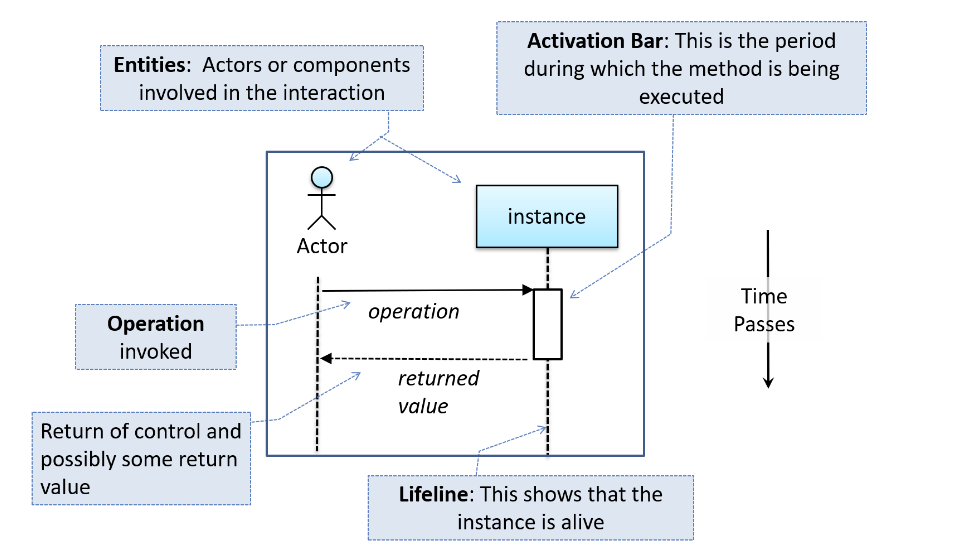 Entities:  Actors or components
involved in the interaction
Activation Bar: This is the period
during which the method is being
executed
Actor
instance
operation
returned
value
Operation
invoked
Return of control and
possibly some return
value
Lifeline: This shows that the
instance is alive
Time
Passes